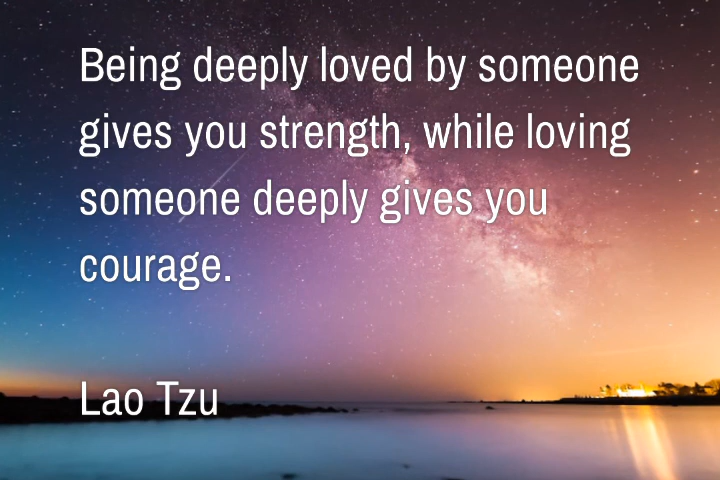 Being deeply loved by someone
gives you strength, while loving
someone deeply gives you
courage.
Lao Tzu